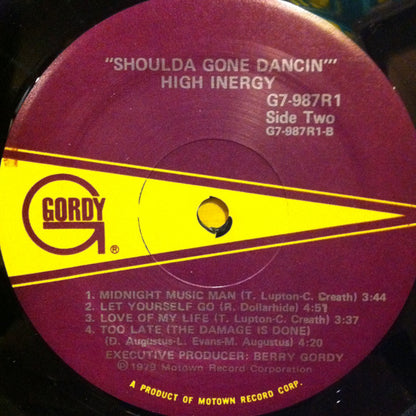 "SHOULDA GONE DANCIN'"
HIGH INERGY
G7-987R1
Side Two
G7-987R1-B
GORDY
®
1. MIDNIGHT MUSIC MAN (T. Lupton-C. Creath) 3:44
2. LET YOURSELF GO (R. Dollarhide) 4:51
3. LOVE OF MY LIFE (T. Lupton-C. Creath) 3:37
4. TOO LATE (THE DAMAGE IS DONE)
(D. Augustus-L. Evans-M. Augustus) 4:20
EXECUTIVE PRODUCER: BERRY GORDY
℗ 1979 Motown Record Corporation
A PRODUCT OF MOTOWN RECORD CORP.